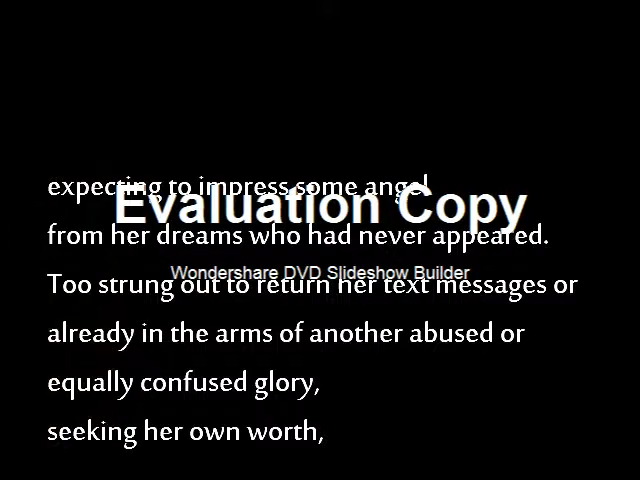 expecting to impress some angel
Evaluation Copy
from her dreams who had never appeared.
Wondershare DVD Slideshow Builder
Too strung out to return her text messages or
already in the arms of another abused or
equally confused glory,
seeking her own worth,